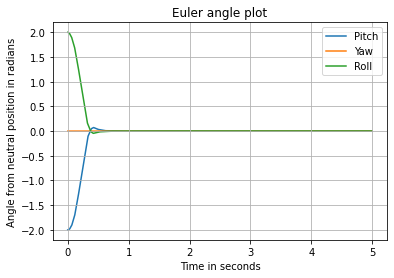 Euler angle plot
Pitch
Yaw
Roll
Angle from neutral position in radians
2.0
1.5
1.0
0.5
0.0
−0.5
−1.0
−1.5
−2.0
0 1 2 3 4 5
Time in seconds